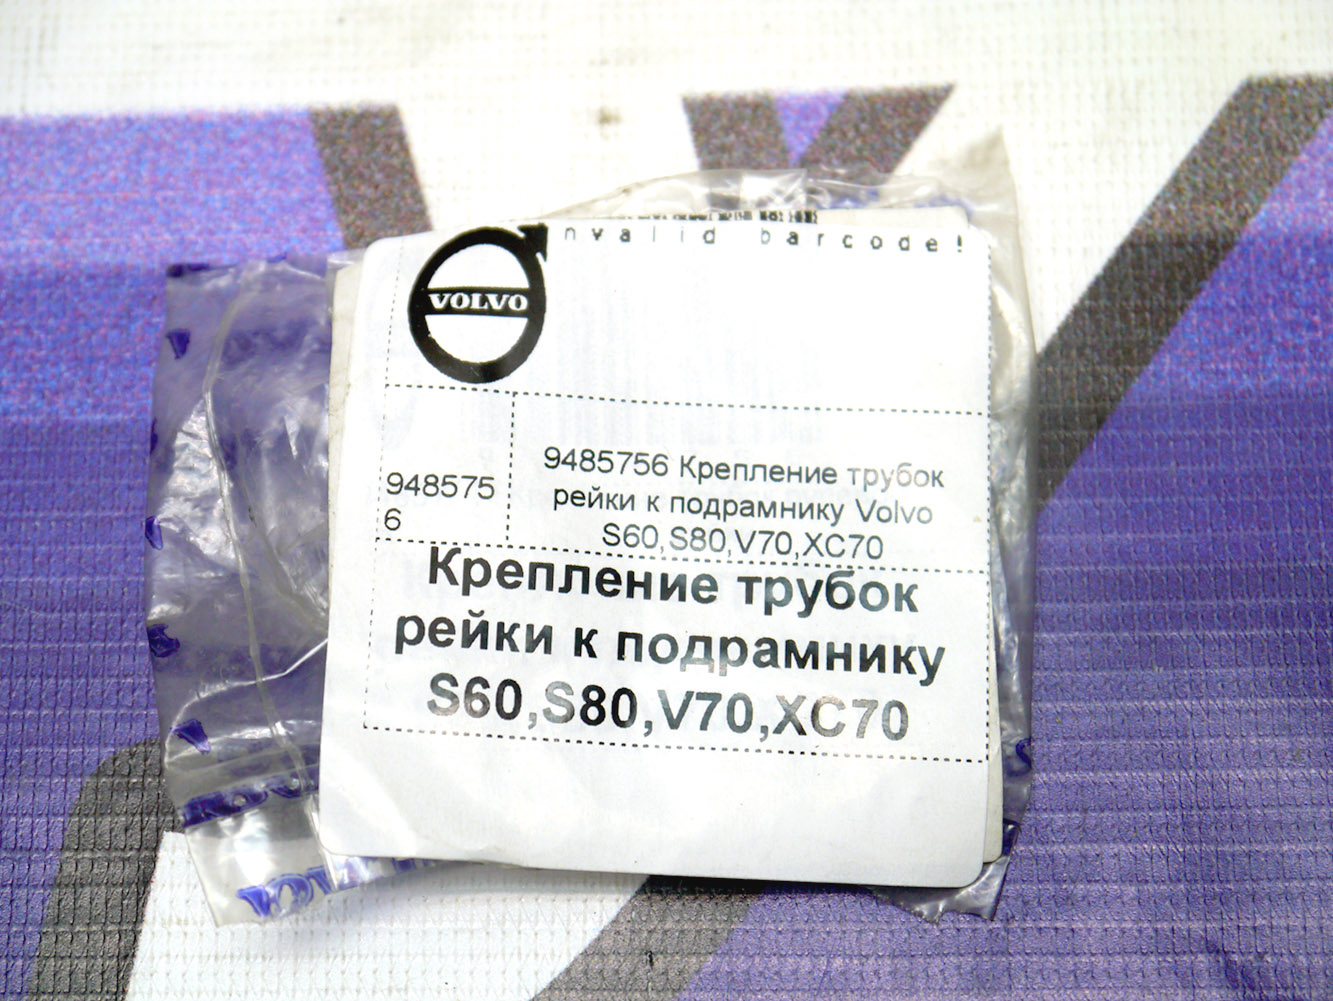 nvalid barcode!
VOLVO
948575
6
9485756 Крепление трубок
рейки к подрамнику Volvo
S60,S80,V70,XC70
Крепление трубок
рейки к подрамнику
S60,S80,V70,XC70